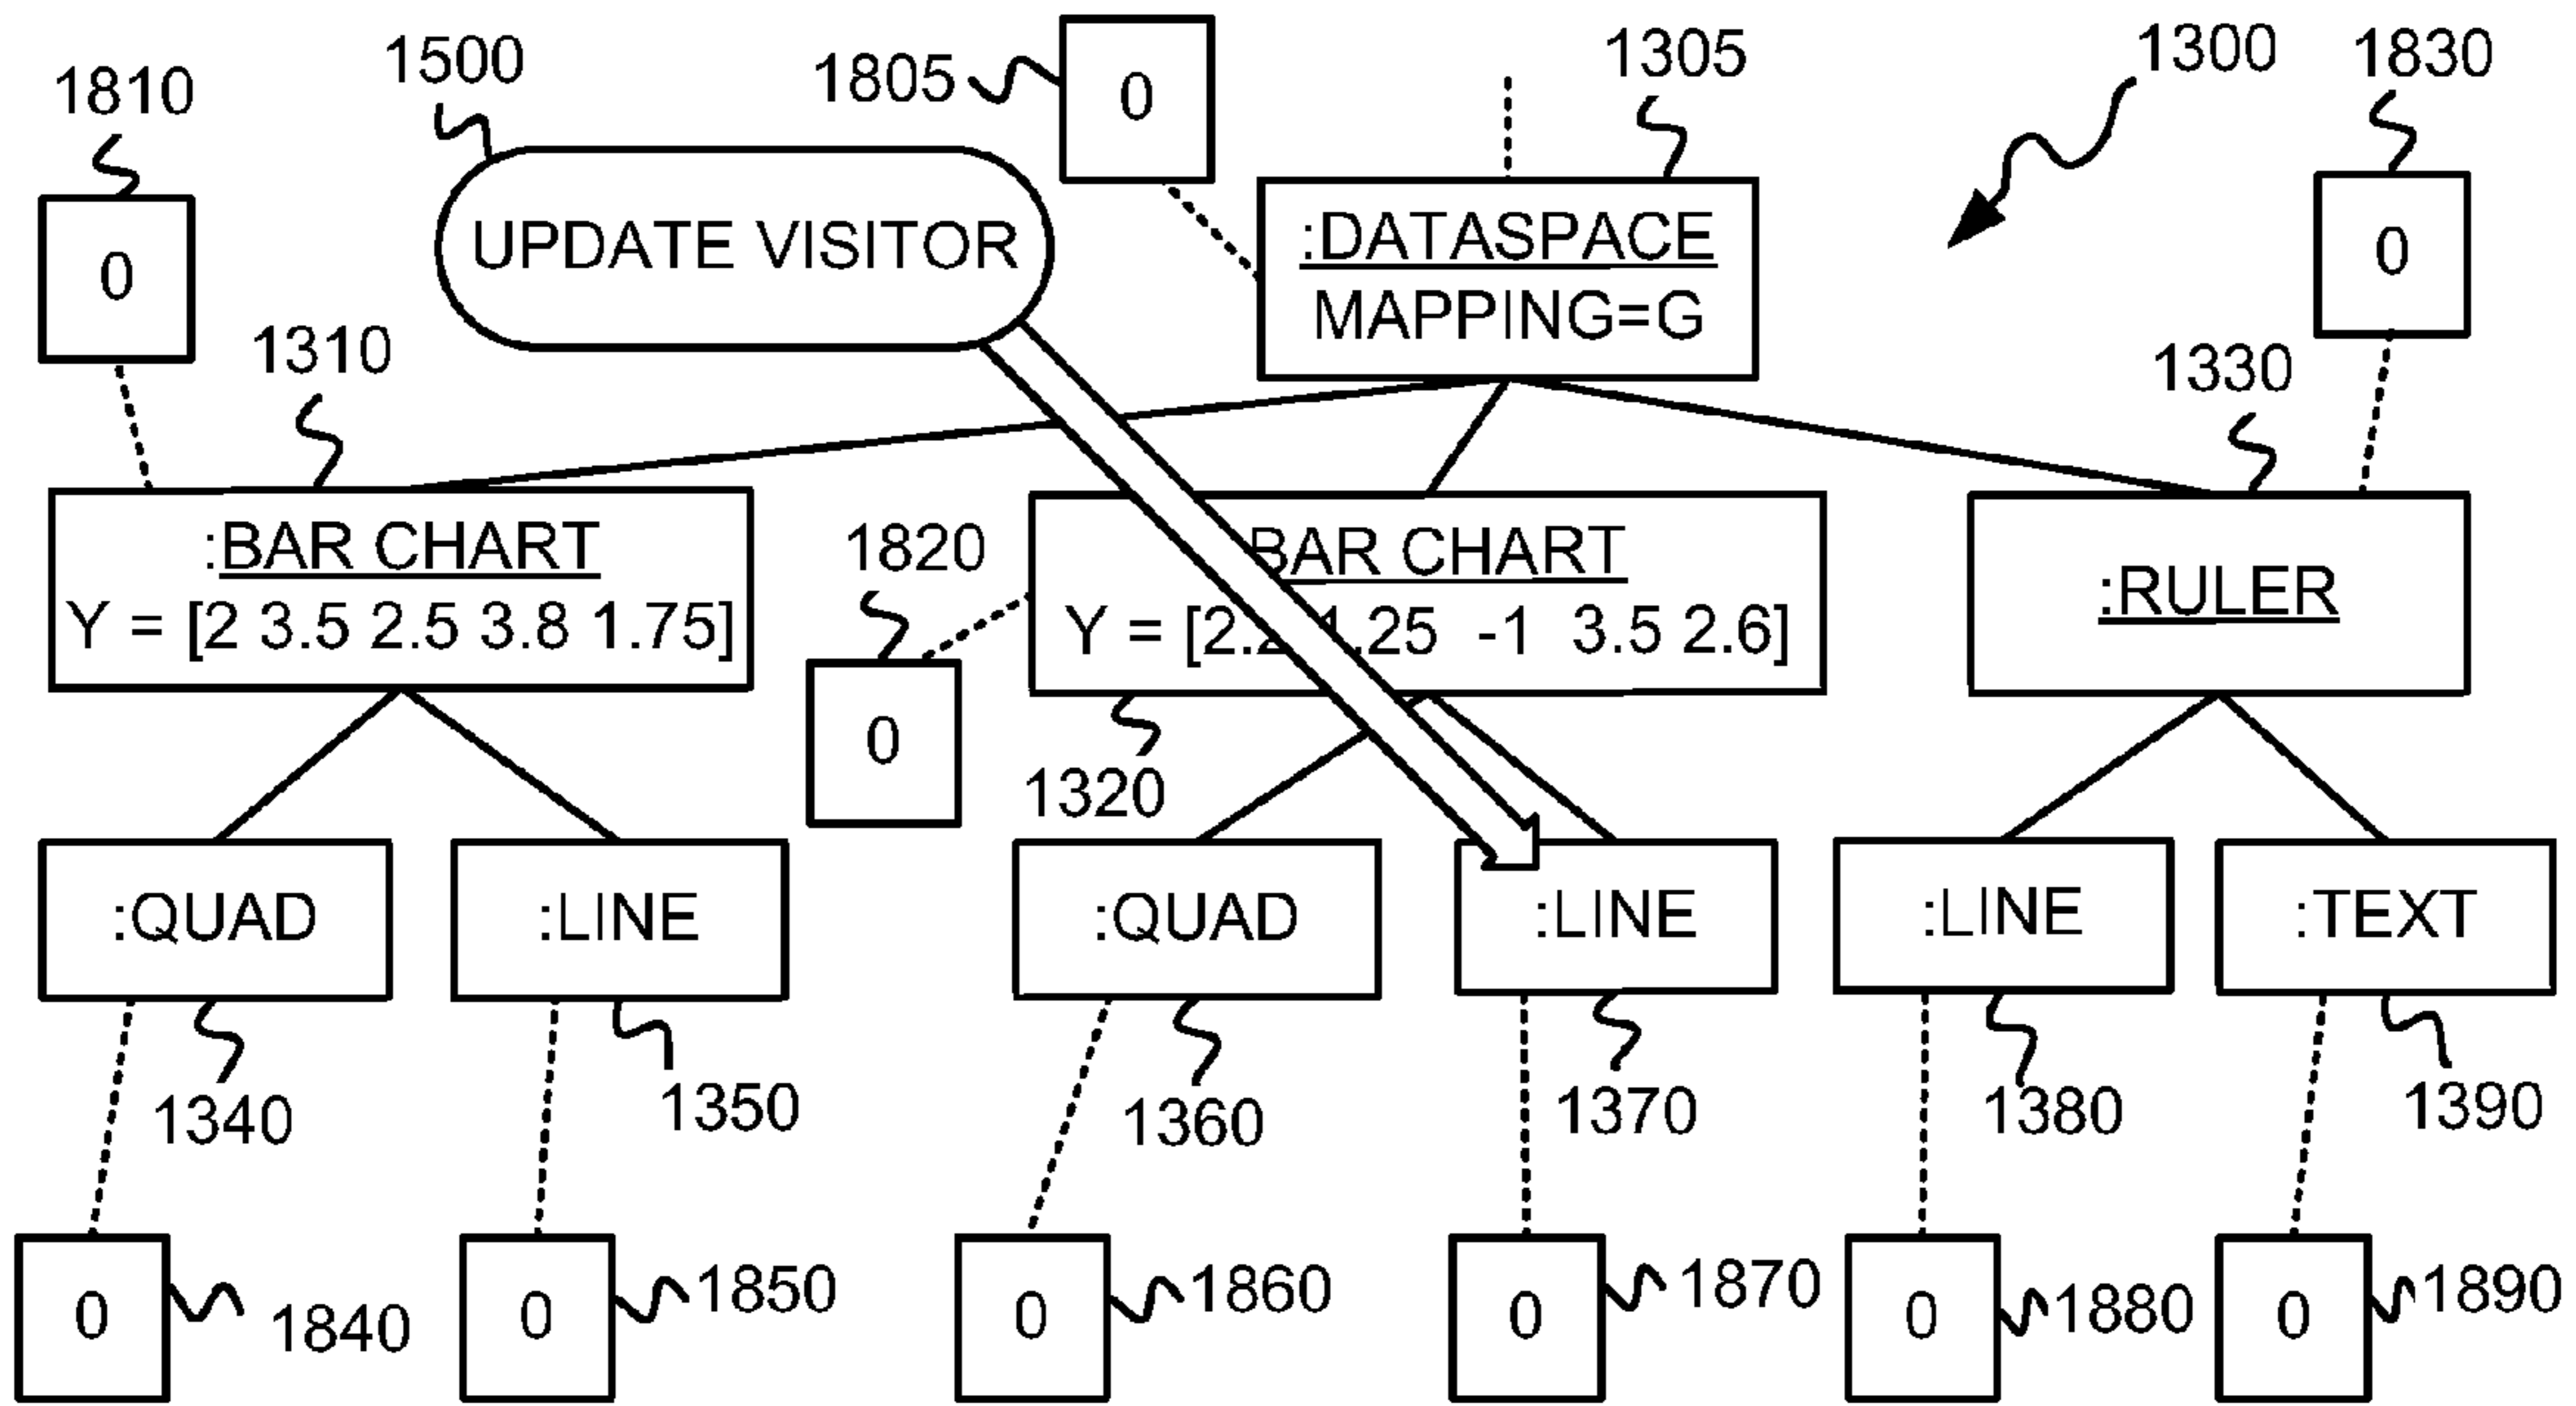 1810
1500
1805
0
1305
1300
1830
0
UPDATE VISITOR
:DATASPACE
MAPPING=G
0
1310
1330
:BAR CHART
Y = [2 3.5 2.5 3.8 1.75]
1820
BAR CHART
Y = [2. .25 -1 3.5 2.6]
:RULER
0
1320
:QUAD
:LINE
:QUAD
:LINE
:LINE
:TEXT
1340
1350
1360
1370
1380
1390
0
1840
0
1850
0
1860
0
1870
0
1880
0
1890